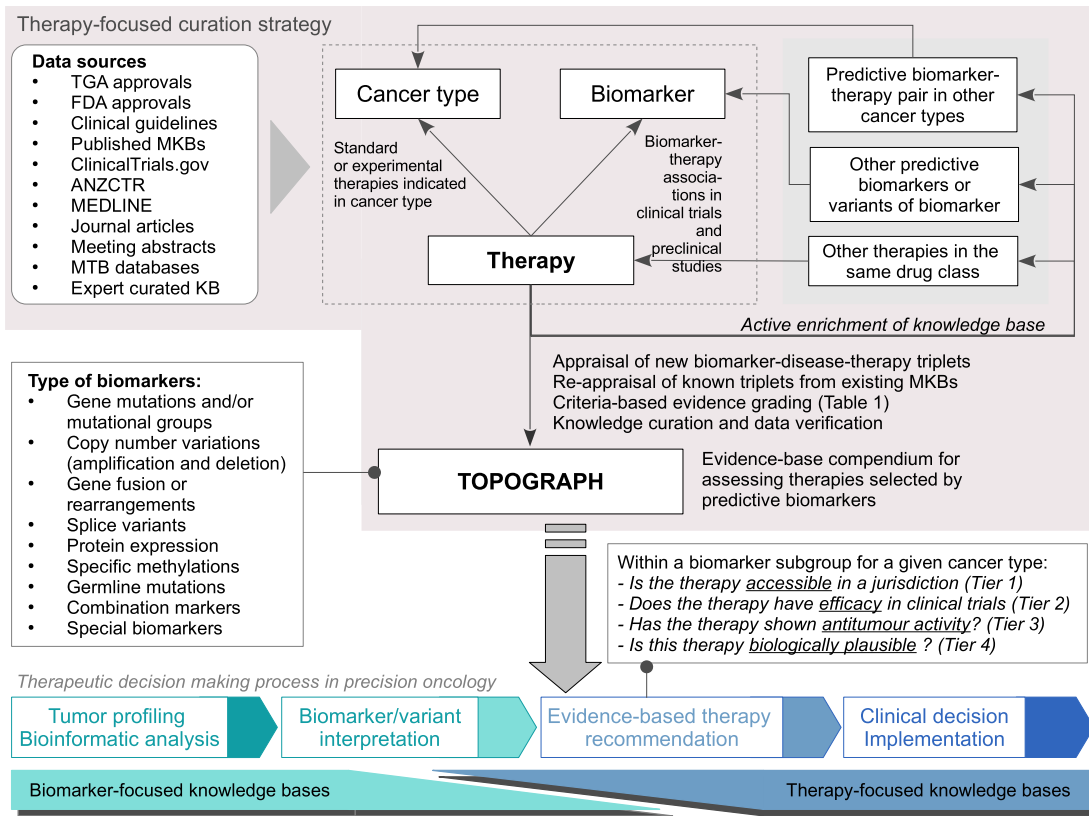 Therapy-focused curation strategy
Data sources
• TGA approvals
• FDA approvals
• Clinical guidelines
• Published MKBs
• ClinicalTrials.gov
• ANZCTR
• MEDLINE
• Journal articles
• Meeting abstracts
• MTB databases
• Expert curated KB
Cancer type
Biomarker
Standard
or experimental
therapies indicated
in cancer type
Biomarker-
therapy
associa-
tions in
clinical trials
and
preclinical
studies
Therapy
Predictive biomarker-
therapy pair in other
cancer types
Other predictive
biomarkers or
variants of biomarker
Other therapies in the
same drug class
Active enrichment of knowledge base
Appraisal of new biomarker-disease-therapy triplets
Re-appraisal of known triplets from existing MKBs
Criteria-based evidence grading (Table 1)
Knowledge curation and data verification
Type of biomarkers:
• Gene mutations and/or
mutational groups
• Copy number variations
(amplification and deletion)
• Gene fusion or
rearrangements
• Splice variants
• Protein expression
• Specific methylations
• Germline mutations
• Combination markers
• Special biomarkers
TOPOGRAPH
Evidence-base compendium for
assessing therapies selected by
predictive biomarkers
Within a biomarker subgroup for a given cancer type:
- Is the therapy accessible in a jurisdiction (Tier 1)
- Does the therapy have efficacy in clinical trials (Tier 2)
- Has the therapy shown antitumour activity? (Tier 3)
- Is this therapy biologically plausible ? (Tier 4)
Therapeutic decision making process in precision oncology
Tumor profiling
Bioinformatic analysis
Biomarker/variant
interpretation
Evidence-based therapy
recommendation
Clinical decision
Implementation
Biomarker-focused knowledge bases
Therapy-focused knowledge bases